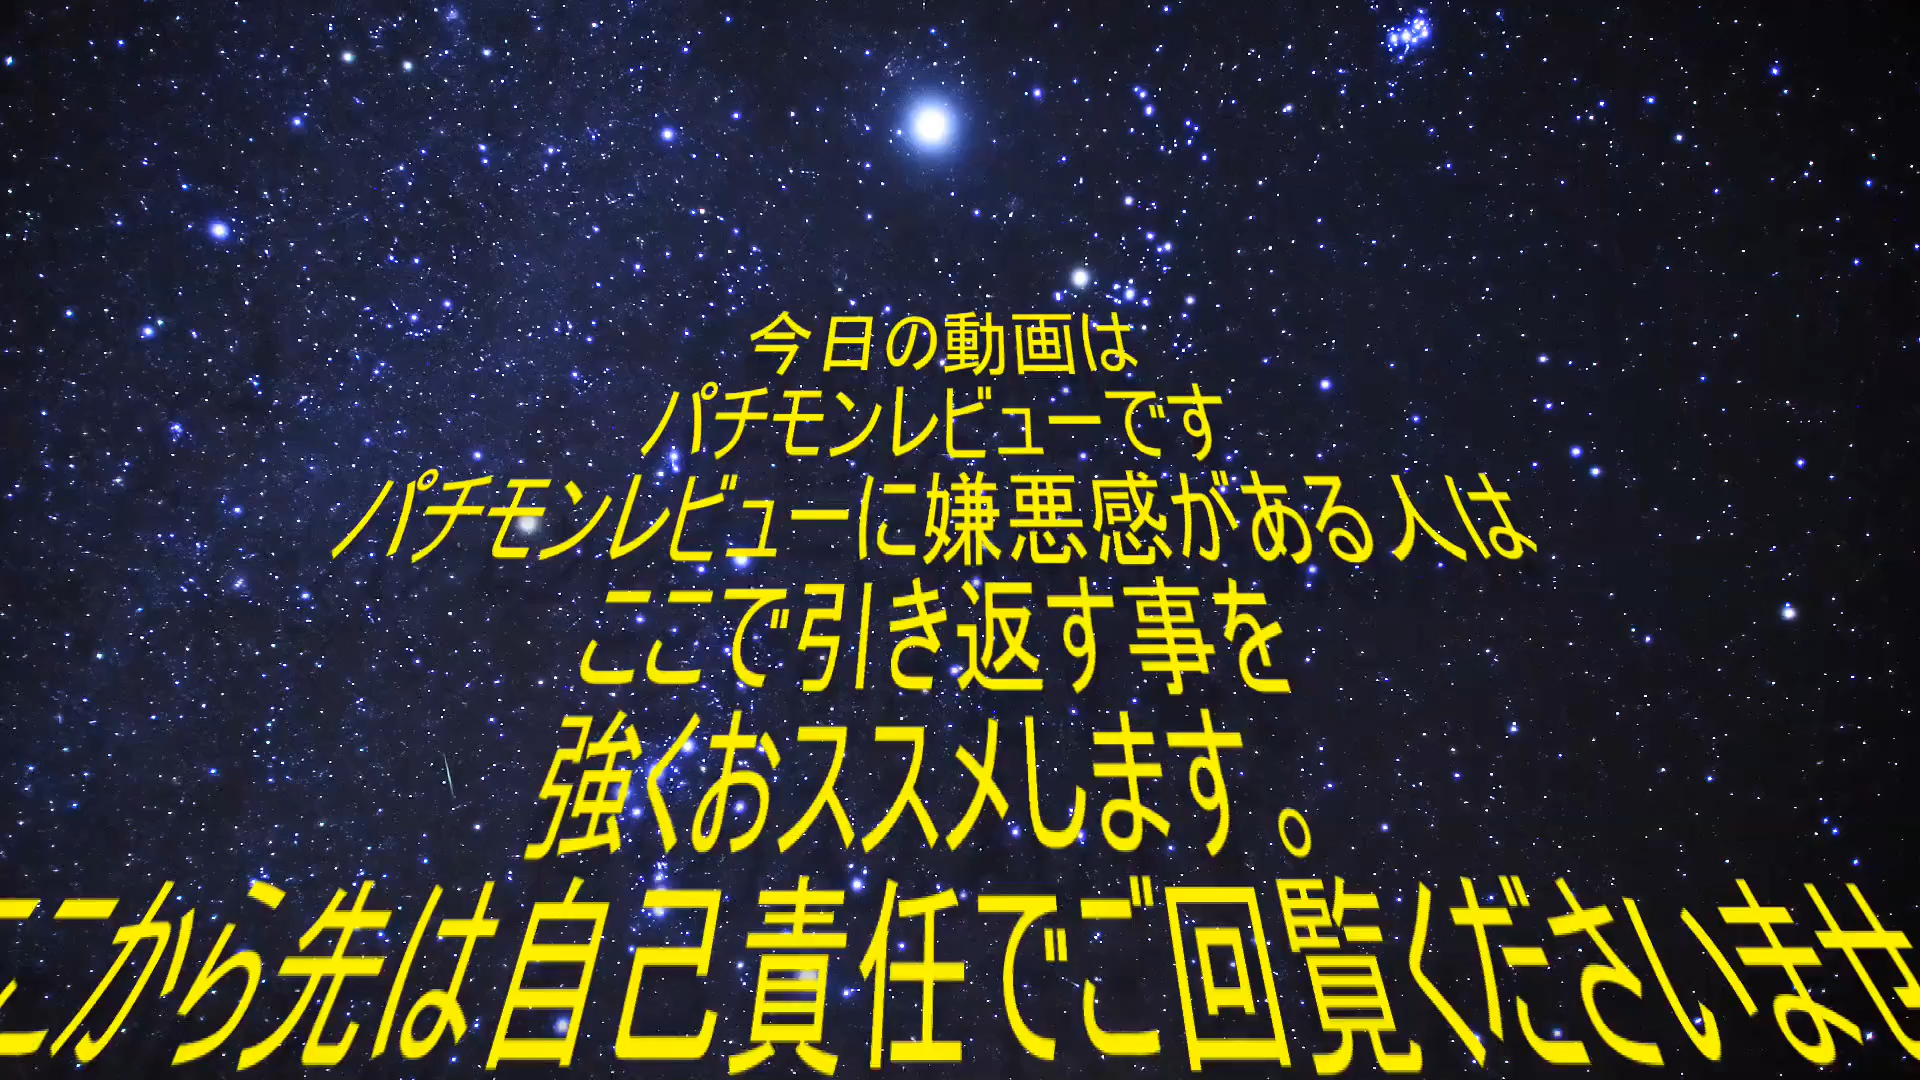 今日の動画は
パチモンレビューです
パチモンレビューに嫌悪感がある人は
ここで引き返す事を
強くおススメします。
ここから先は自己責任でご回覧くださいませ